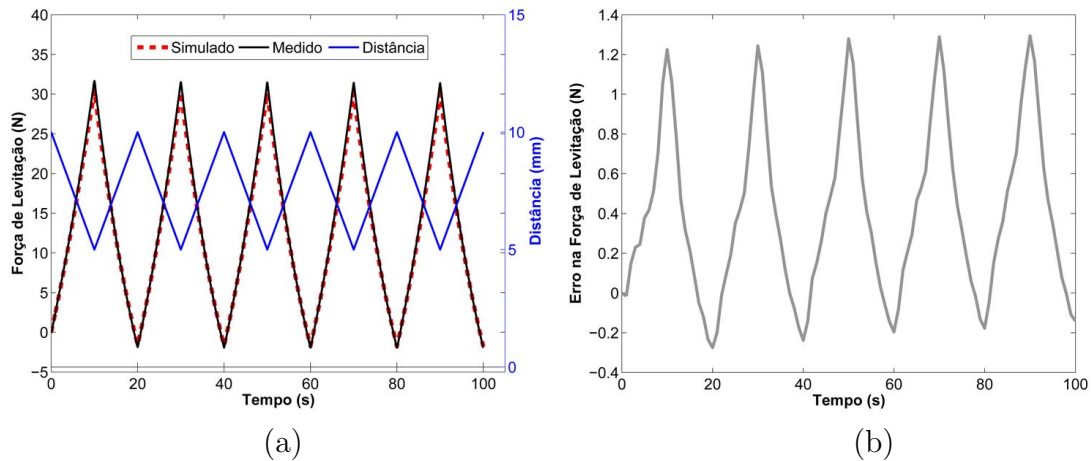 Simulado Medido Distância
Força de Levitação (N)
40
35
30
25
20
15
10
5
0
−5
15
10
5
0
Distância (mm)
0 20 40 60 80 100
Tempo (s)
(a)
Erro na Força de Levitação (N)
1.4
1.2
1
0.8
0.6
0.4
0.2
0
−0.2
−0.4
0 20 40 60 80 100
Tempo (s)
(b)